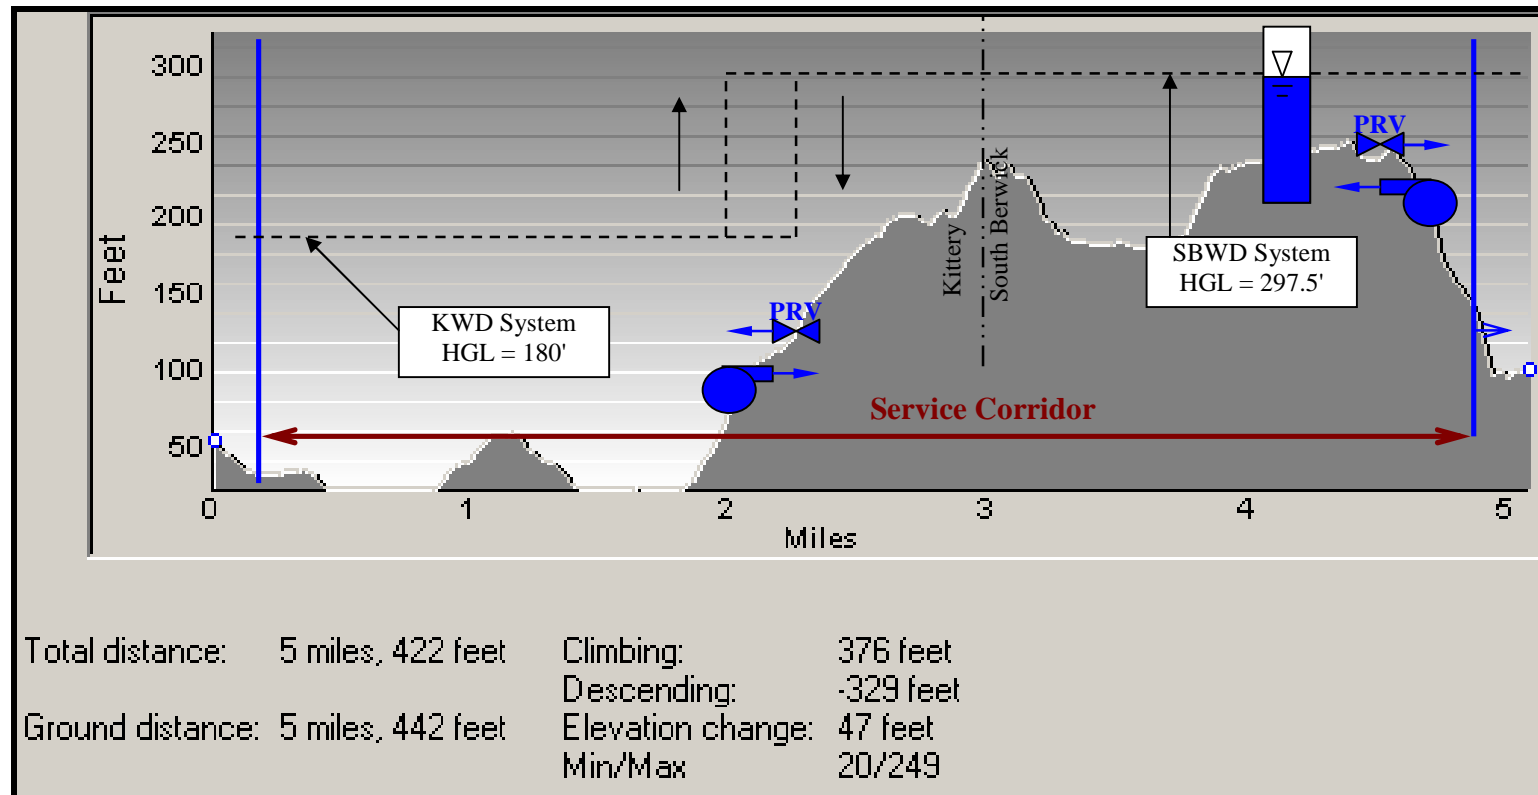 300
250
200
150
100
50
Feet
0
1
2
3
4
5
Miles
PRV
PRV
KWD System
HGL = 180'
SBWD System
HGL = 297.5'
Kittery
South Berwick
Service Corridor
Total distance: 5 miles, 422 feet Climbing: 376 feet
Descending: -329 feet
Ground distance: 5 miles, 442 feet Elevation change: 47 feet
Min/Max 20/249